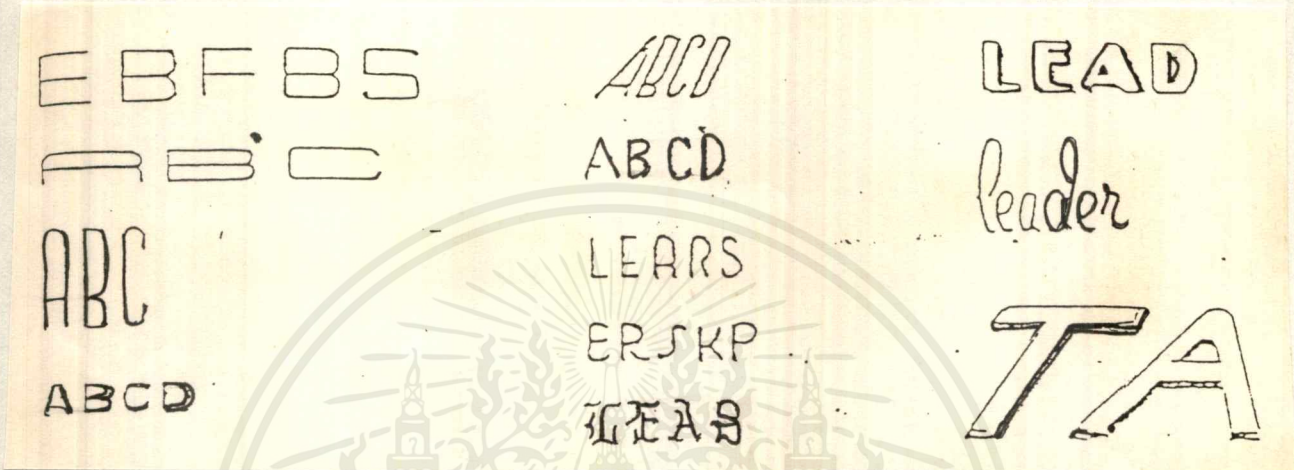 EBFBS
ABC
ABC
ABCD
ABCD
ABCD
LEARS
ERSKP
LEAS
LEAD
leader
TA